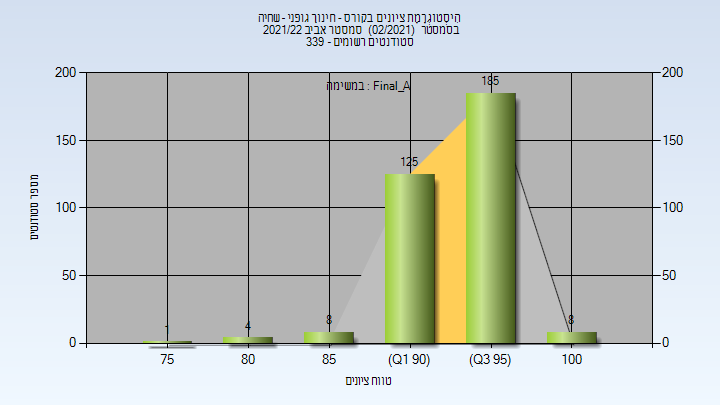 היסטוגרמת ציונים בקורס - חינוך גופני - שחיה
בסמסטר (02/2021) סמסטר אביב 2021/22
סטודנטים רשומים - 339
במשימה : Final_A
200
150
100
50
0
200
150
100
50
0
1
4
8
125
185
8
75
80
85
(Q1 90)
(Q3 95)
100
מספר סטודנטים
טווח ציונים